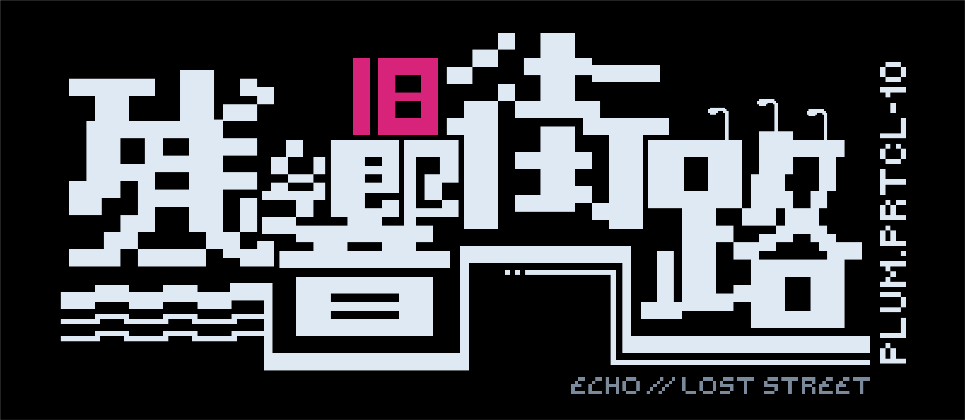 残響旧街路
PLUM.PRTCL-10
ECHO // LOST STREET